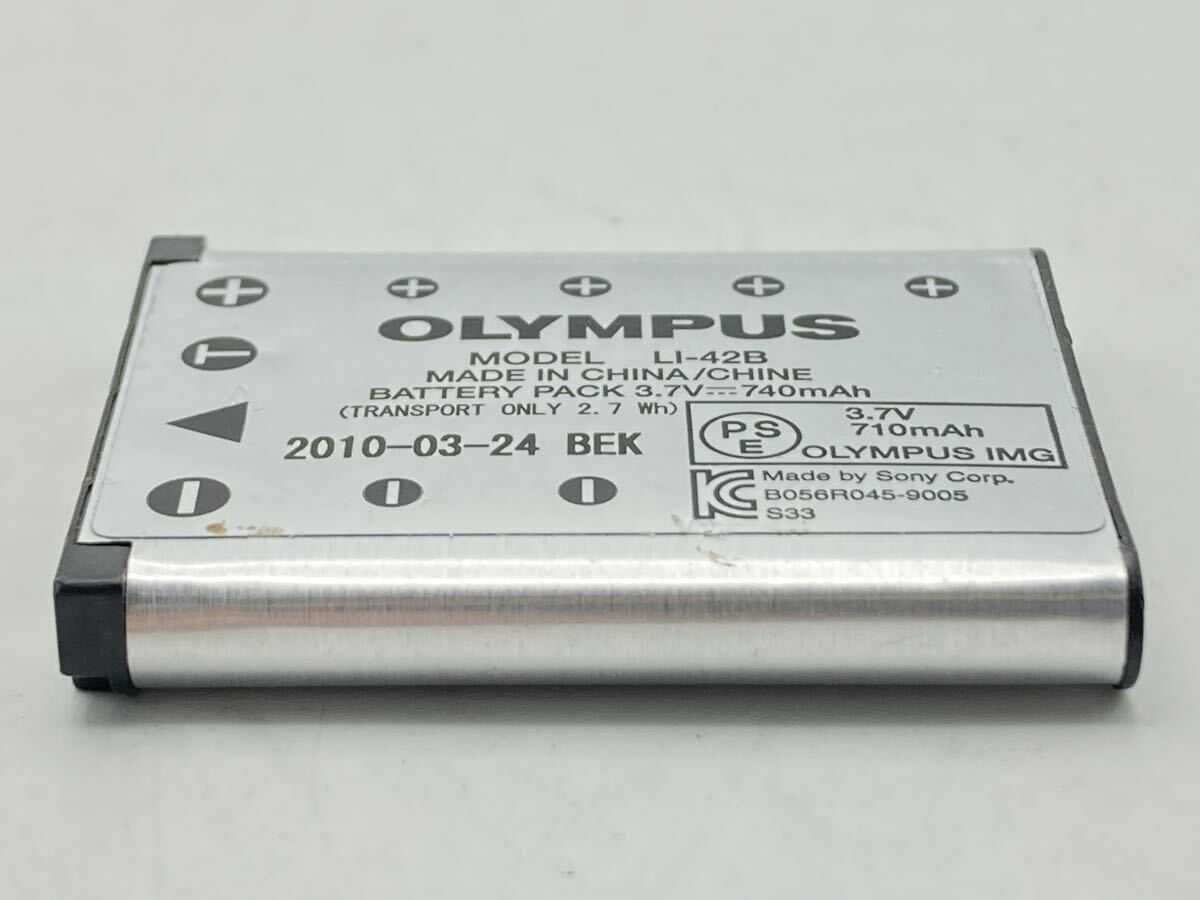 OLYMPUS
MODEL LI-42B
MADE IN CHINA/CHINE
BATTERY PACK 3.7V⎓740mAh
(TRANSPORT ONLY 2.7 Wh)
2010-03-24 BEK
T
PSE
3.7V
710mAh
OLYMPUS IMG
KC
Made by Sony Corp.
B056R045-9005
S33